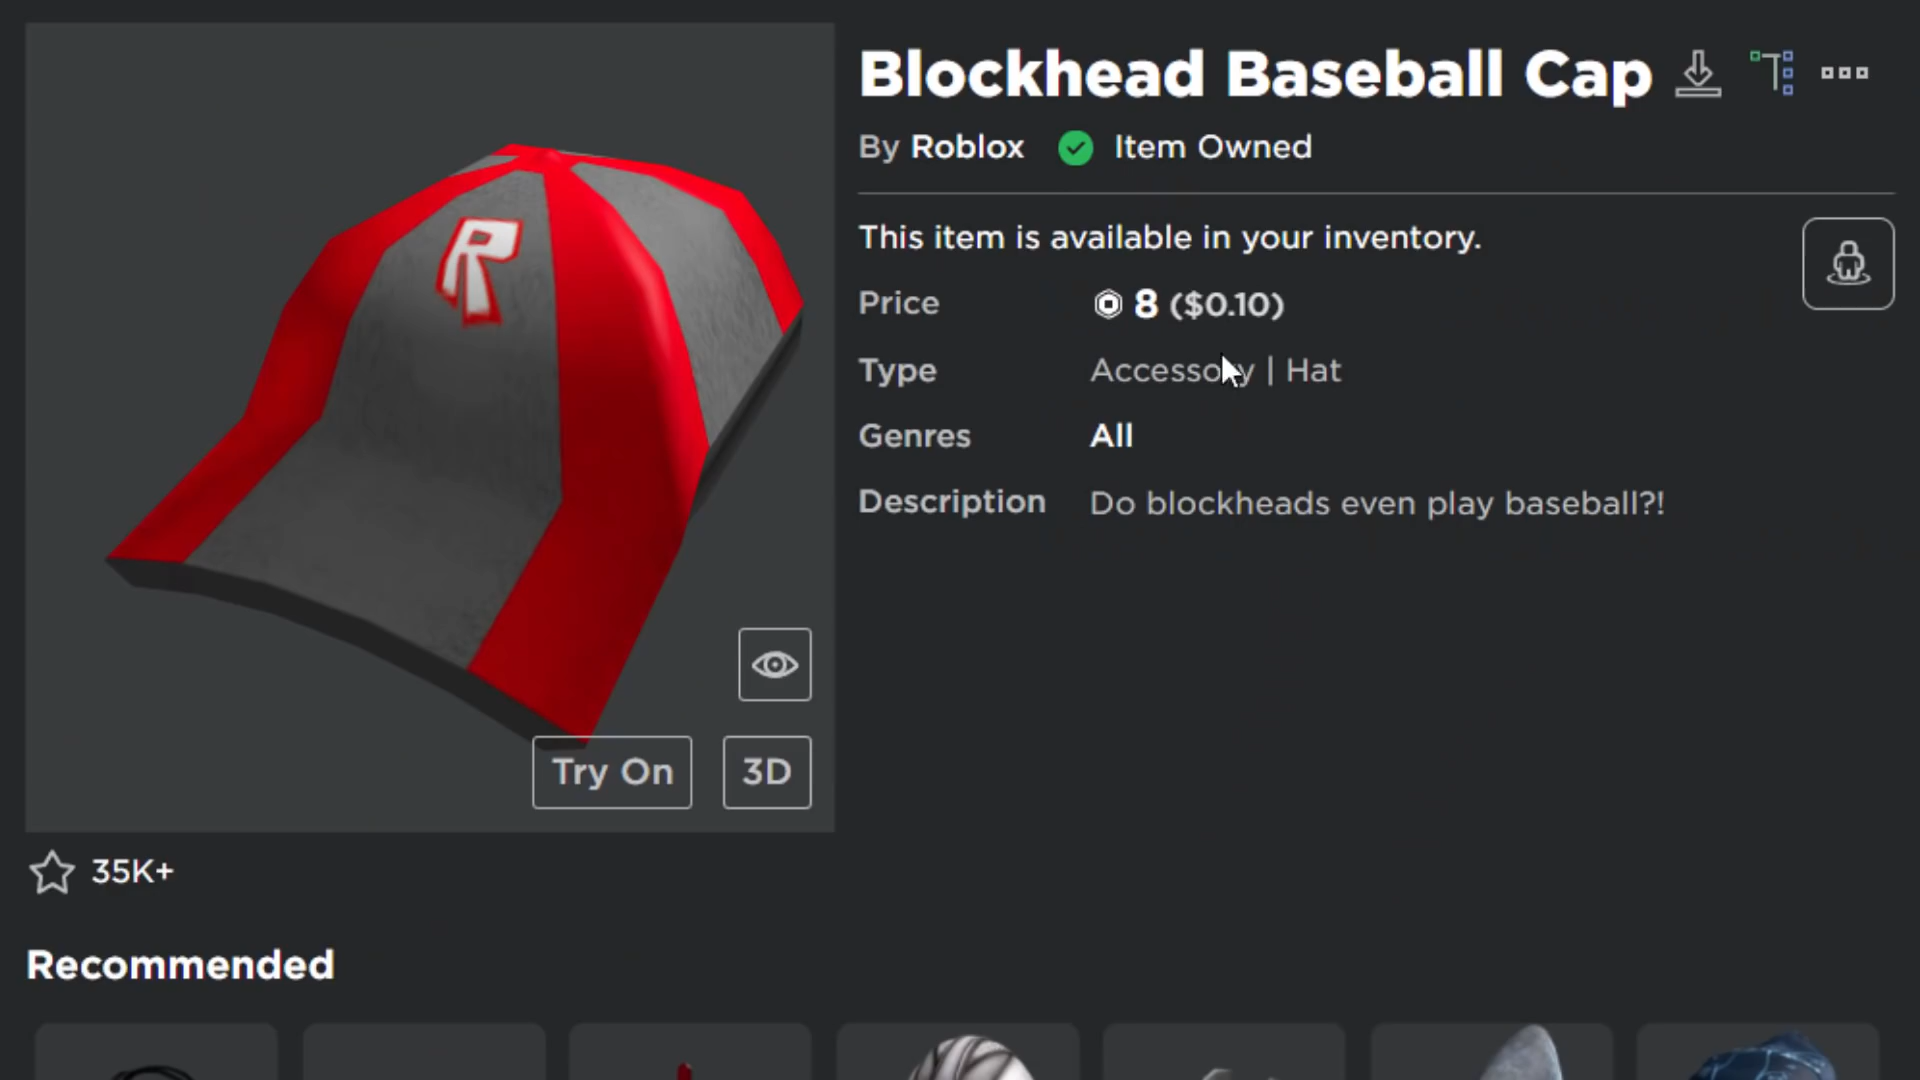 Blockhead Baseball Cap
By Roblox Item Owned
This item is available in your inventory.
Price 8 ($0.10)
Type Accessory | Hat
Genres All
Description Do blockheads even play baseball?!
R
Try On 3D
35K+
Recommended